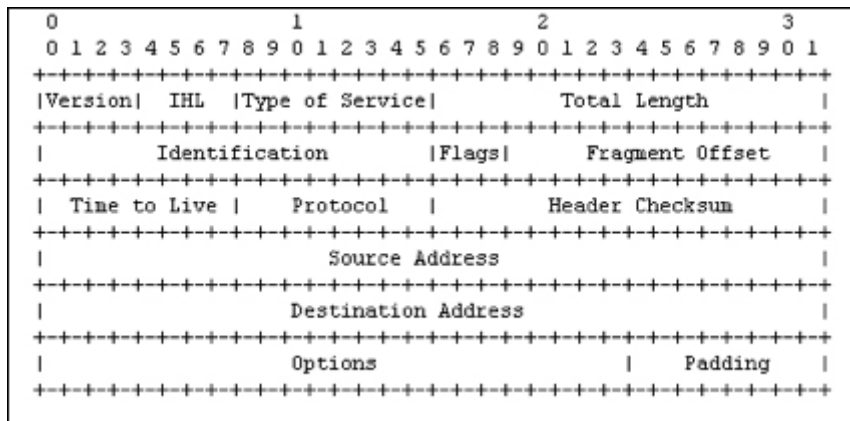 0                   1                   2                   3
0 1 2 3 4 5 6 7 8 9 0 1 2 3 4 5 6 7 8 9 0 1 2 3 4 5 6 7 8 9 0 1
+-+-+-+-+-+-+-+-+-+-+-+-+-+-+-+-+-+-+-+-+-+-+-+-+-+-+-+-+-+-+-+-+
|Version|  IHL  |Type of Service|          Total Length         |
+-+-+-+-+-+-+-+-+-+-+-+-+-+-+-+-+-+-+-+-+-+-+-+-+-+-+-+-+-+-+-+-+
|         Identification        |Flags|      Fragment Offset    |
+-+-+-+-+-+-+-+-+-+-+-+-+-+-+-+-+-+-+-+-+-+-+-+-+-+-+-+-+-+-+-+-+
|  Time to Live |    Protocol   |         Header Checksum       |
+-+-+-+-+-+-+-+-+-+-+-+-+-+-+-+-+-+-+-+-+-+-+-+-+-+-+-+-+-+-+-+-+
|                       Source Address                          |
+-+-+-+-+-+-+-+-+-+-+-+-+-+-+-+-+-+-+-+-+-+-+-+-+-+-+-+-+-+-+-+-+
|                    Destination Address                        |
+-+-+-+-+-+-+-+-+-+-+-+-+-+-+-+-+-+-+-+-+-+-+-+-+-+-+-+-+-+-+-+-+
|                    Options                    |    Padding    |
+-+-+-+-+-+-+-+-+-+-+-+-+-+-+-+-+-+-+-+-+-+-+-+-+-+-+-+-+-+-+-+-+